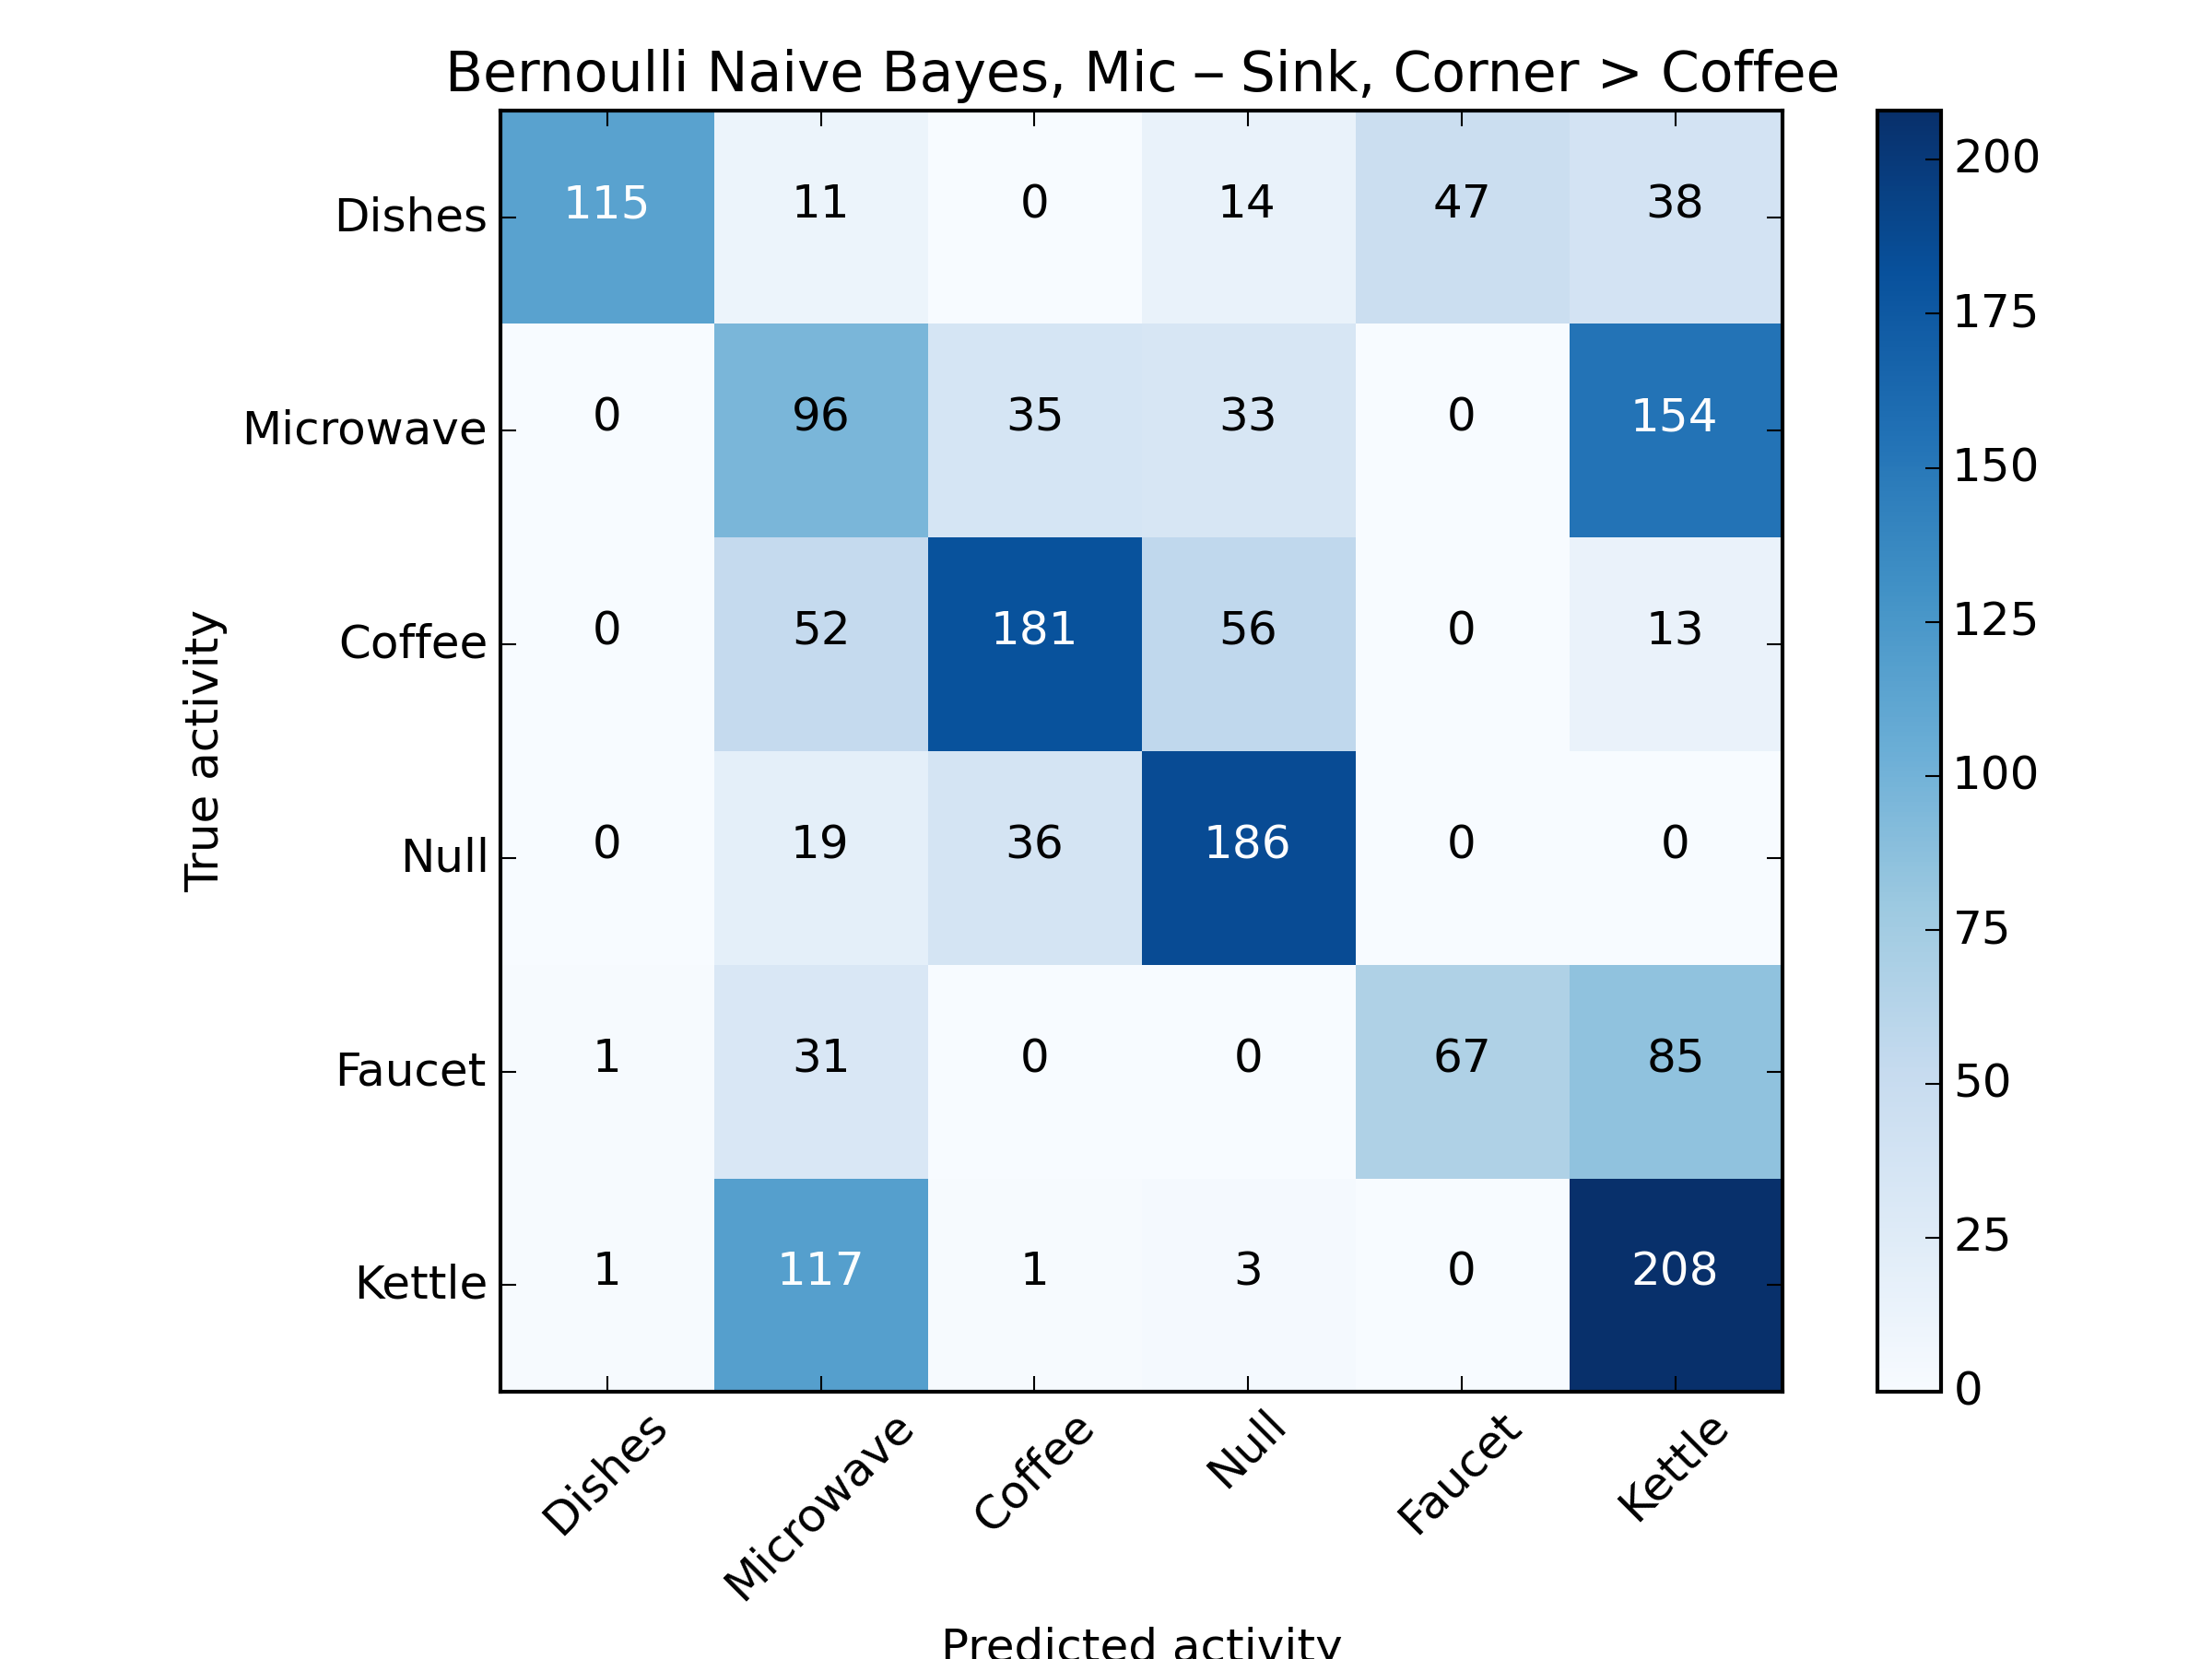 Bernoulli Naive Bayes, Mic – Sink, Corner > Coffee
Dishes 115 11 0 14 47 38
Microwave 0 96 35 33 0 154
Coffee 0 52 181 56 0 13
Null 0 19 36 186 0 0
Faucet 1 31 0 0 67 85
Kettle 1 117 1 3 0 208
True activity
Dishes Microwave Coffee Null Faucet Kettle
Predicted activity
200
175
150
125
100
75
50
25
0